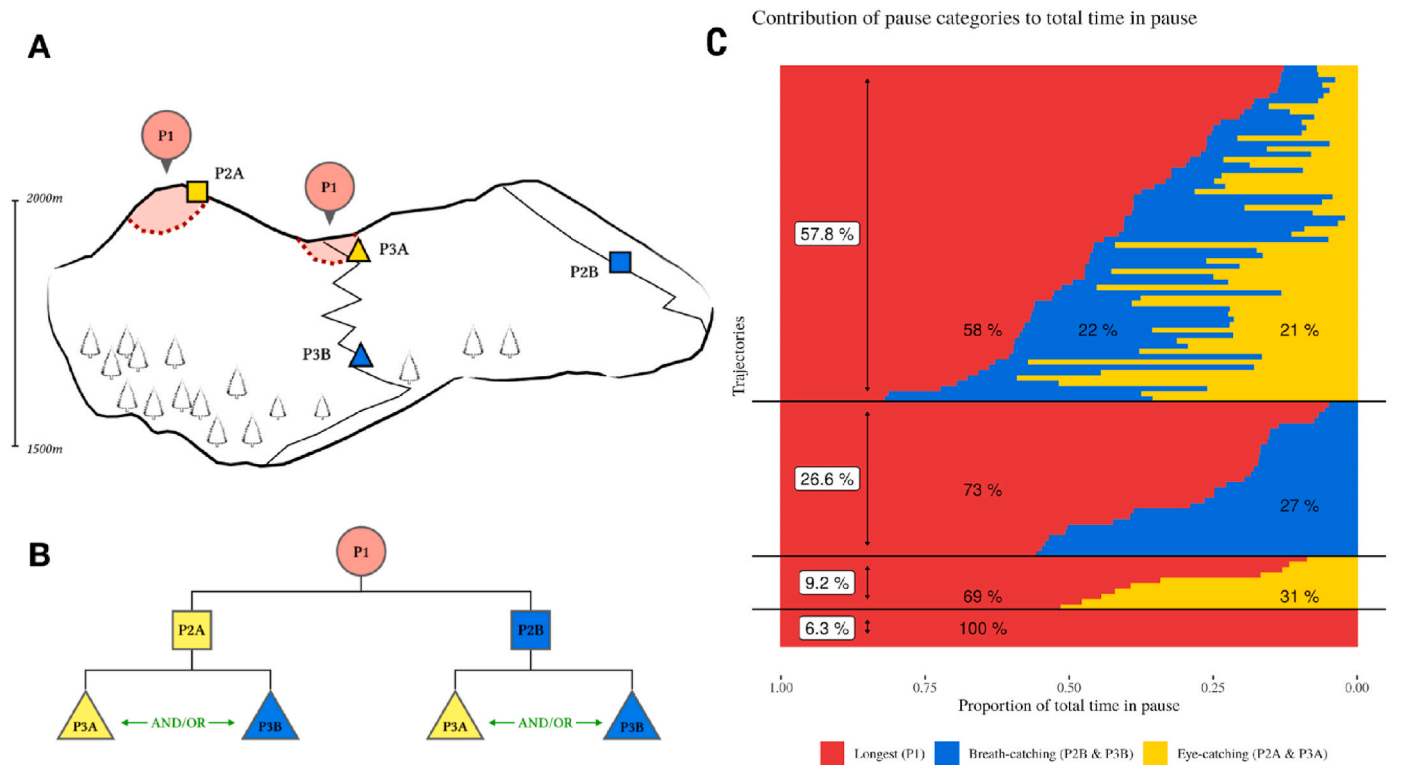 A
P1
P2A
P1
2000m
P3A
P2B
P3B
1500m
B
P1
P2A
P2B
P3A
AND/OR
P3B
P3A
AND/OR
P3B
Contribution of pause categories to total time in pause
C
57.8 %
58 %
22 %
21 %
Trajectories
26.6 %
73 %
27 %
9.2 %
69 %
31 %
6.3 %
100 %
1.00
0.75
0.50
0.25
0.00
Proportion of total time in pause
Longest (P1)
Breath-catching (P2B & P3B)
Eye-catching (P2A & P3A)